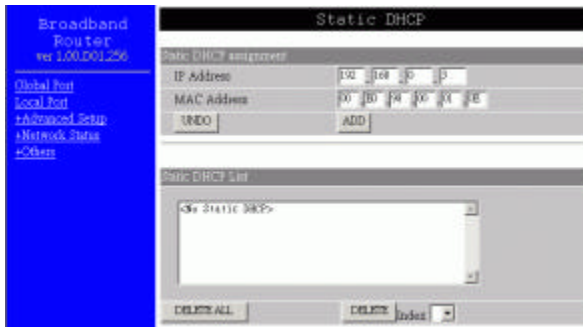 Broadband
Router
ver 1.00.D01.256
Global Port
Local Port
+Advanced Setup
+Network Status
+Others
Static DHCP
Static DHCP assignment
IP Address 192 . 168 . 0 . 3
MAC Address 00
UNDO ADD
Static DHCP List
<No Static DHCP>
DELETE ALL DELETE Index